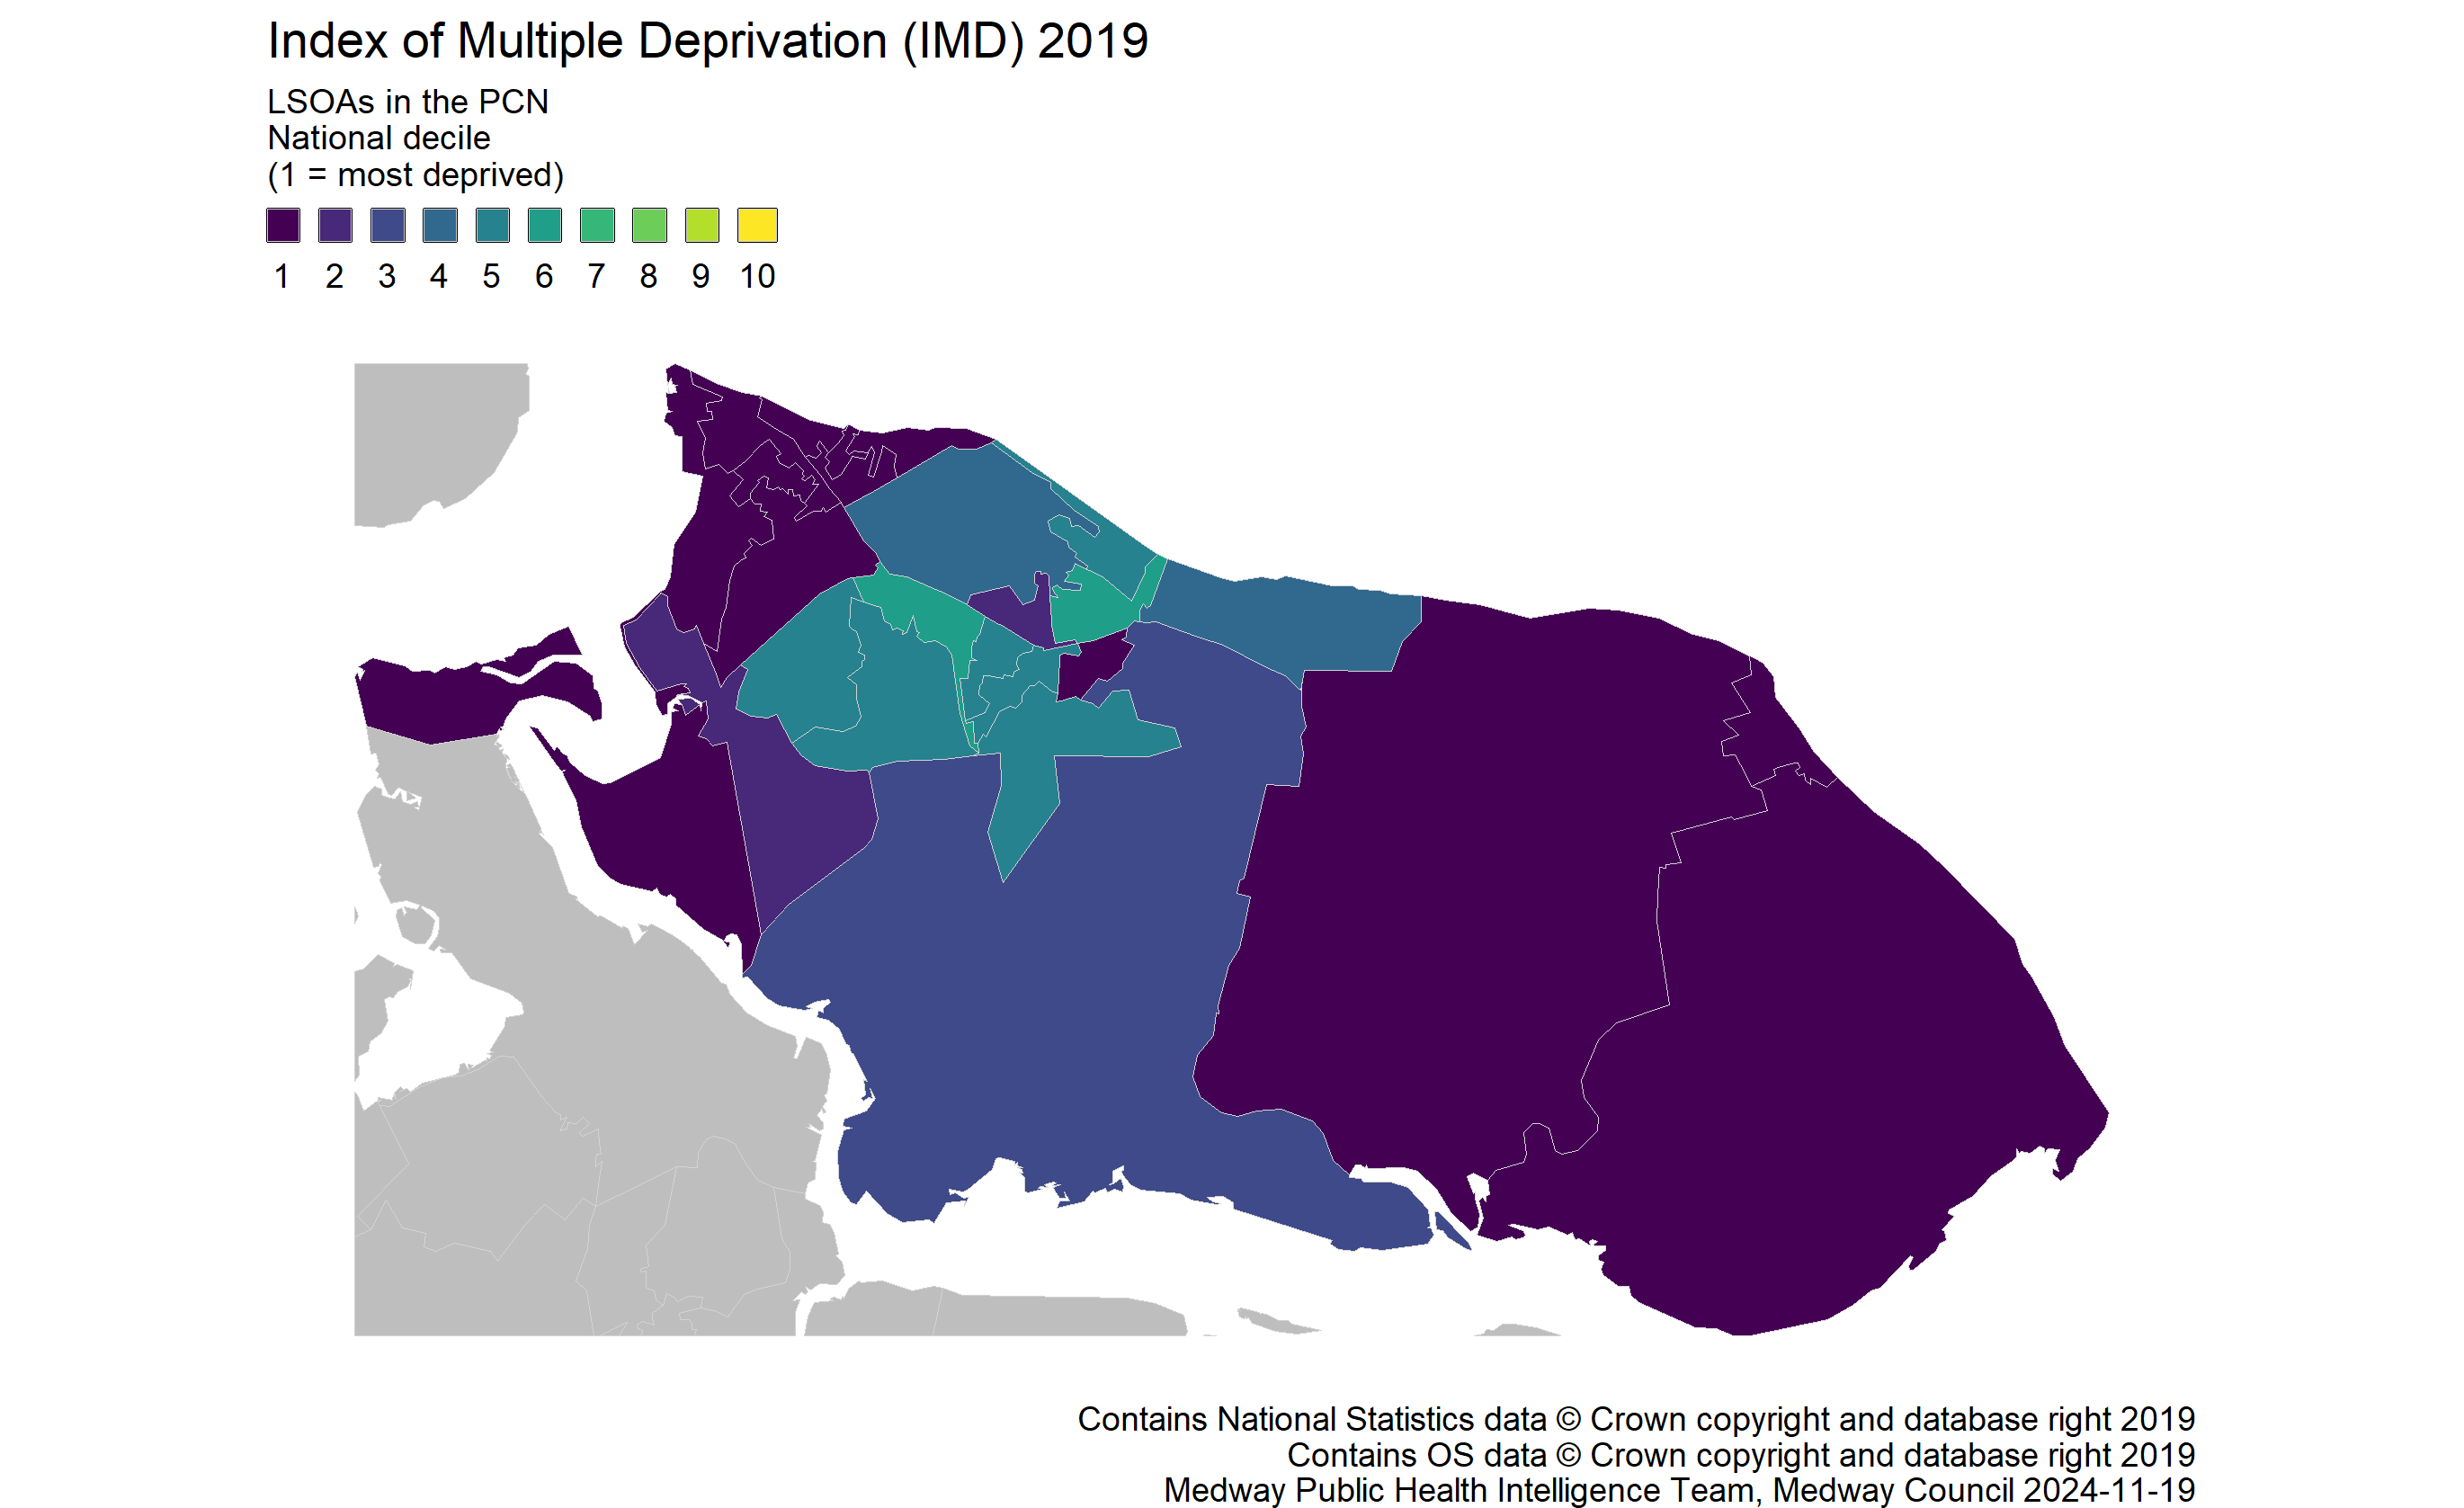 Index of Multiple Deprivation (IMD) 2019
LSOAs in the PCN
National decile
(1 = most deprived)
1 2 3 4 5 6 7 8 9 10
Contains National Statistics data © Crown copyright and database right 2019
Contains OS data © Crown copyright and database right 2019
Medway Public Health Intelligence Team, Medway Council 2024-11-19